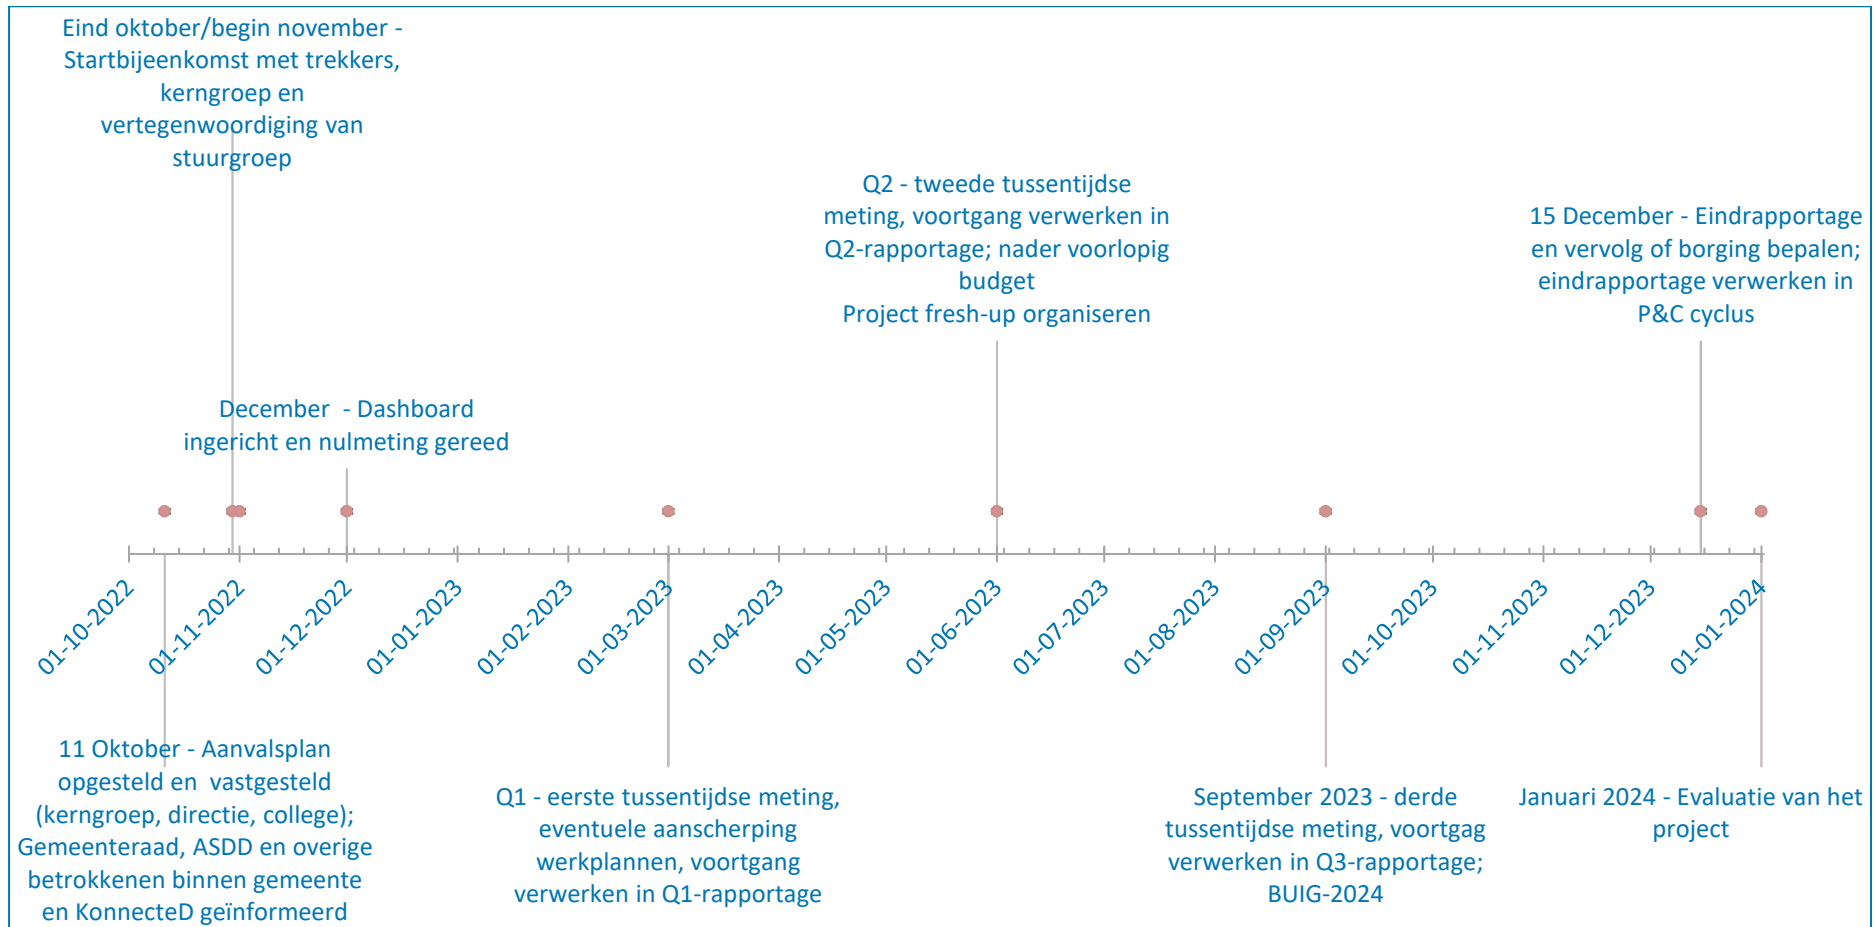 Eind oktober/begin november -
Startbijeenkomst met trekkers,
kerngroep en
vertegenwoordiging van
stuurgroep
Q2 - tweede tussentijdse
meting, voortgang verwerken in
Q2-rapportage; nader voorlopig
budget
Project fresh-up organiseren
15 December - Eindrapportage
en vervolg of borging bepalen;
eindrapportage verwerken in
P&C cyclus
December - Dashboard
ingericht en nulmeting gereed
01-10-2022
01-11-2022
01-12-2022
01-01-2023
01-02-2023
01-03-2023
01-04-2023
01-05-2023
01-06-2023
01-07-2023
01-08-2023
01-09-2023
01-10-2023
01-11-2023
01-12-2023
01-01-2024
11 Oktober - Aanvalsplan
opgesteld en vastgesteld
(kerngroep, directie, college);
Gemeenteraad, ASDD en overige
betrokkenen binnen gemeente
en KonnecteD geïnformeerd
Q1 - eerste tussentijdse meting,
eventuele aanscherping
werkplannen, voortgang
verwerken in Q1-rapportage
September 2023 - derde
tussentijdse meting, voortgag
verwerken in Q3-rapportage;
BUIG-2024
Januari 2024 - Evaluatie van het
project